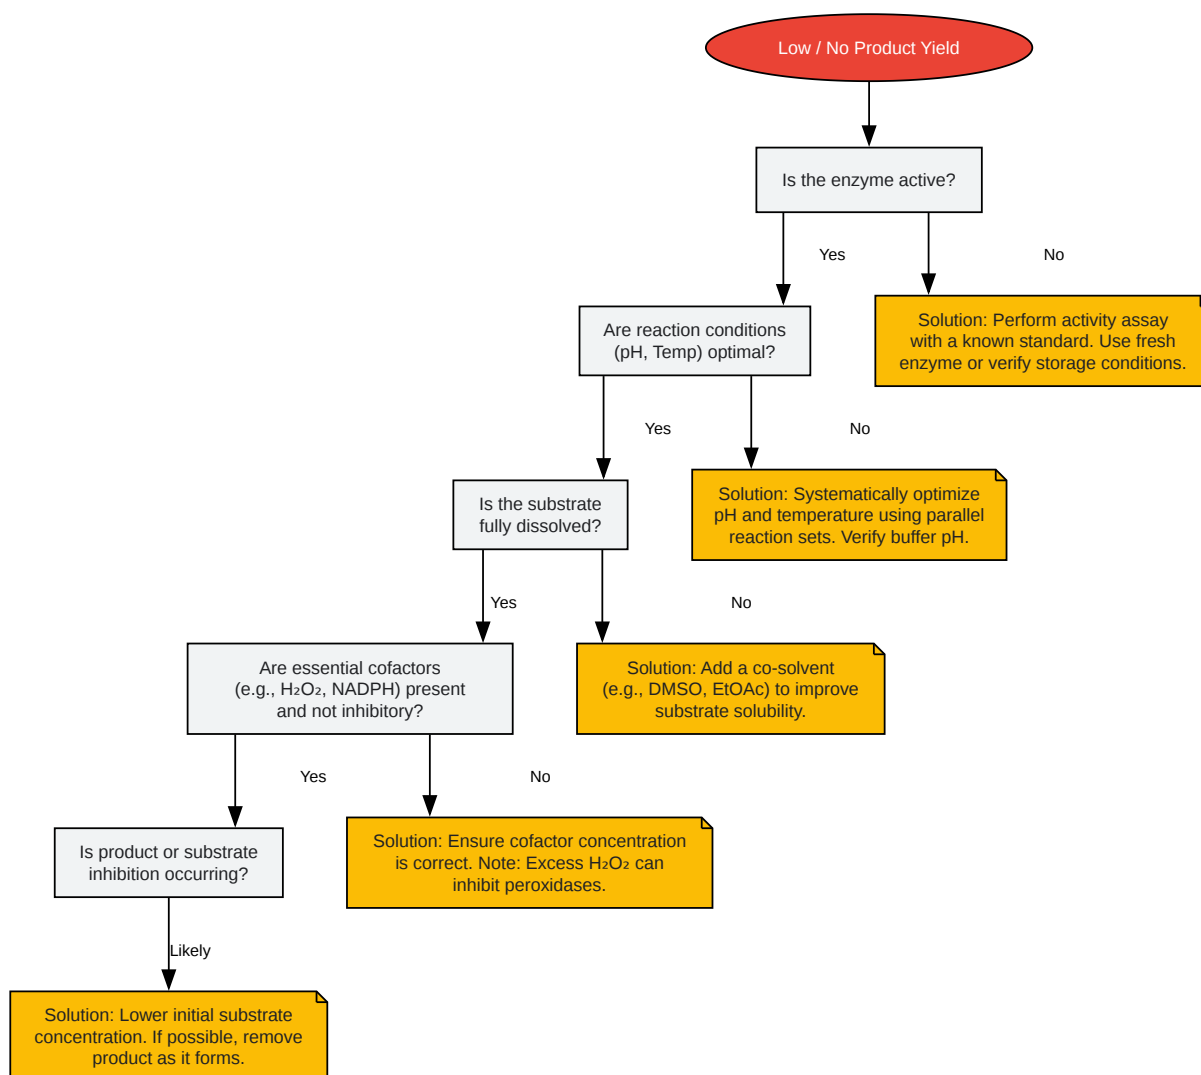 Low / No Product Yield
Is the enzyme active?
Yes
No
Are reaction conditions
(pH, Temp) optimal?
Solution: Perform activity assay
with a known standard. Use fresh
enzyme or verify storage conditions.
Yes
No
Is the substrate
fully dissolved?
Solution: Systematically optimize
pH and temperature using parallel
reaction sets. Verify buffer pH.
Yes
No
Are essential cofactors
(e.g., H₂O₂, NADPH) present
and not inhibitory?
Solution: Add a co-solvent
(e.g., DMSO, EtOAc) to improve
substrate solubility.
Yes
No
Is product or substrate
inhibition occurring?
Solution: Ensure cofactor concentration
is correct. Note: Excess H₂O₂ can
inhibit peroxidases.
Likely
Solution: Lower initial substrate
concentration. If possible, remove
product as it forms.